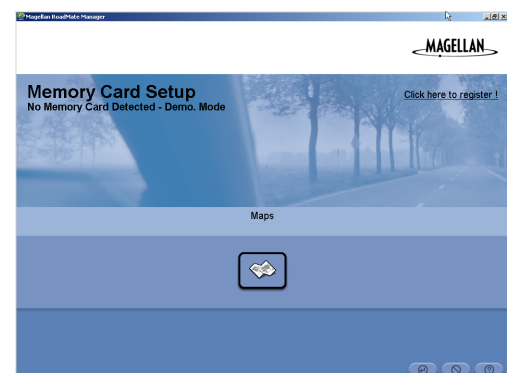 Magellan RoadMate Manager
MAGELLAN
Memory Card Setup
No Memory Card Detected - Demo. Mode
Click here to register !
Maps